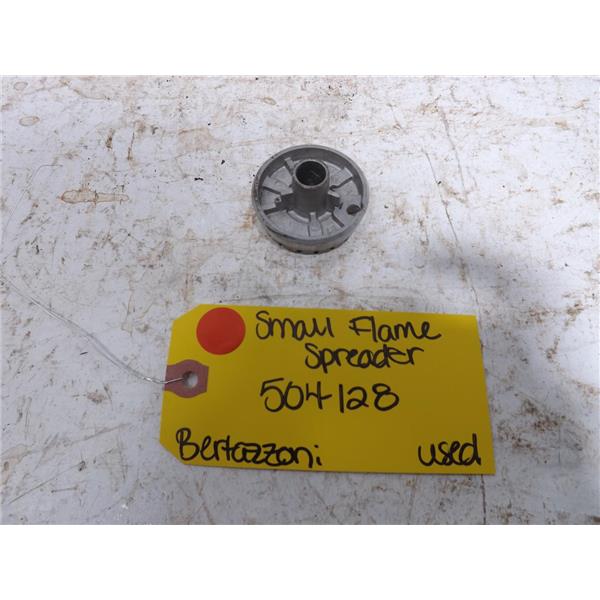 Small Flame
Spreader
504128
Bertazzoni used